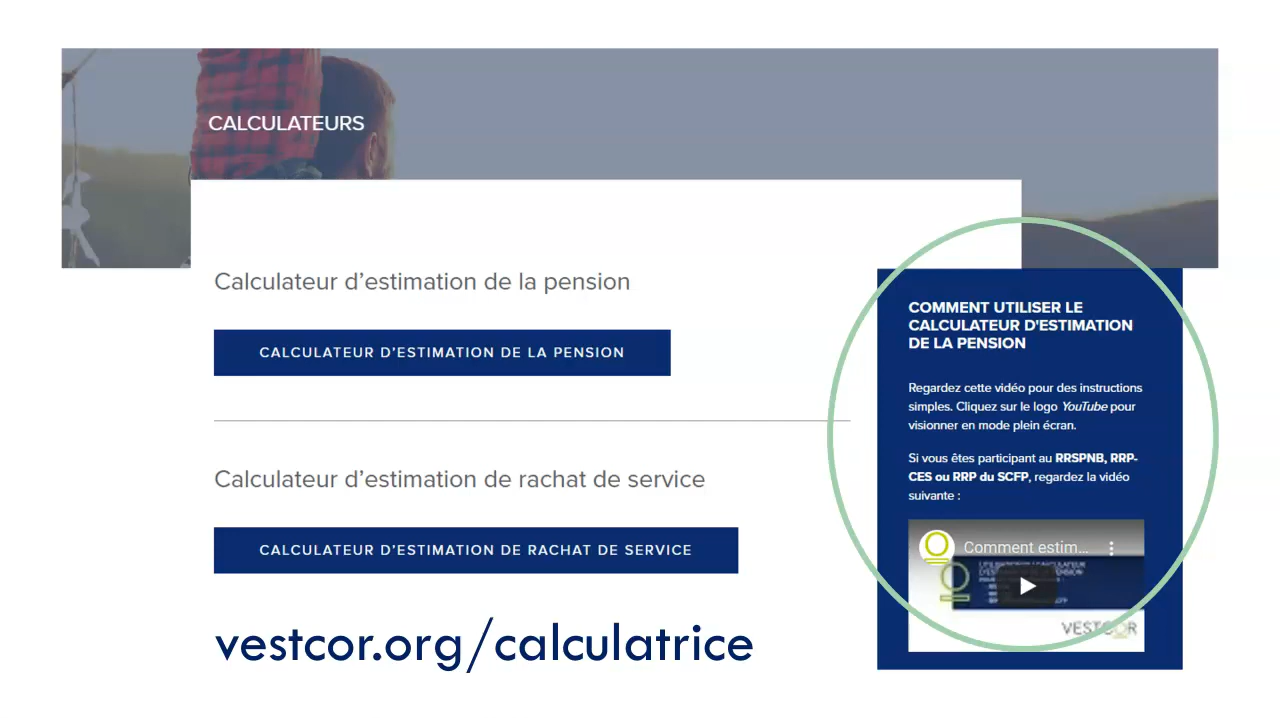 CALCULATEURS
Calculateur d’estimation de la pension
CALCULATEUR D’ESTIMATION DE LA PENSION
Calculateur d’estimation de rachat de service
CALCULATEUR D’ESTIMATION DE RACHAT DE SERVICE
vestcor.org/calculatrice
COMMENT UTILISER LE
CALCULATEUR D'ESTIMATION
DE LA PENSION
Regardez cette vidéo pour des instructions
simples. Cliquez sur le logo YouTube pour
visionner en mode plein écran.
Si vous êtes participant au RRSPNB, RRP-
CES ou RRP du SCFP, regardez la vidéo
suivante :
Comment estim...
VESTCOR